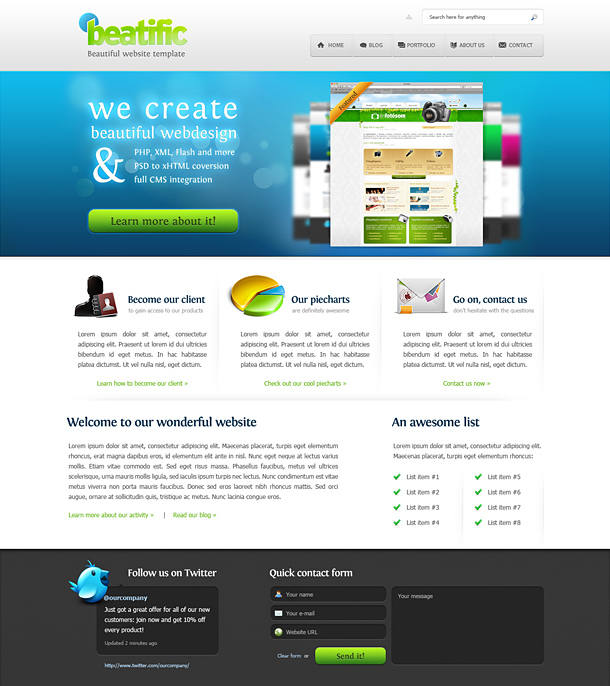 beatific
Beautiful website template
Search here for anything
HOME
BLOG
PORTFOLIO
ABOUT US
CONTACT
we create
beautiful webdesign
&
PHP, XML, Flash and more
PSD to xHTML coversion
full CMS integration
Learn more about it!
Featured
fotósom
Become our client
to gain access to our products
Lorem ipsum dolor sit amet, consectetur
adipiscing elit. Praesent ut lorem id dui ultricies
bibendum id eget metus. In hac habitasse
platea dictumst. Ut vel nulla nisl, eget dictum.
Learn how to become our client »
Our piecharts
are definitely awesome
Lorem ipsum dolor sit amet, consectetur
adipiscing elit. Praesent ut lorem id dui ultricies
bibendum id eget metus. In hac habitasse
platea dictumst. Ut vel nulla nisl, eget dictum.
Check out our cool piecharts »
Go on, contact us
don't hesitate with the questions
Lorem ipsum dolor sit amet, consectetur
adipiscing elit. Praesent ut lorem id dui ultricies
bibendum id eget metus. In hac habitasse
platea dictumst. Ut vel nulla nisl, eget dictum.
Contact us now »
Welcome to our wonderful website
Lorem ipsum dolor sit amet, consectetur adipiscing elit. Maecenas placerat, turpis eget elementum
rhoncus, erat magna dapibus eros, id elementum elit ante in nisl. Nunc eget neque at lectus varius
mollis. Etiam vitae commodo est. Sed eget risus massa. Phasellus faucibus, metus vel ultrices
scelerisque, urna mauris mollis ligula, sed iaculis ipsum turpis nec lectus. Nunc condimentum est vitae
metus viverra non porta mauris faucibus. Donec sed eros laoreet nibh rhoncus mattis. Sed orci
augue, ornare at sollicitudin quis, tristique ac metus. Nunc lacinia congue eros.
Learn more about our activity » | Read our blog »
An awesome list
Lorem ipsum dolor sit amet, consectetur adipiscing elit.
Maecenas placerat, turpis eget elementum rhoncus:
List item #1
List item #2
List item #3
List item #4
List item #5
List item #6
List item #7
List item #8
Follow us on Twitter
@ourcompany
Just got a great offer for all of our new
customers: join now and get 10% off
every product!
Updated 2 minutes ago
http://www.twitter.com/ourcompany/
Quick contact form
Your name
Your e-mail
Website URL
Clear form or
Send it!
Your message